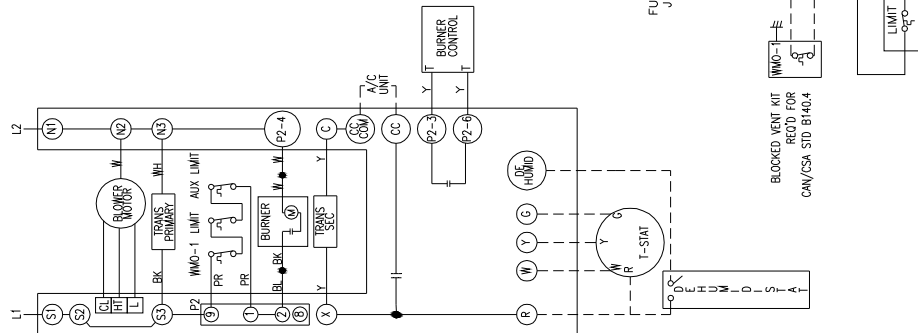 L2
N1
N2
N3
P2-4
C
CC
COM
A/C
UNIT
CC
P2-3
P2-6
Y
Y
T
T
BURNER
CONTROL
W
WH
W
W
Y
BLOWER
MOTOR
TRANS
PRIMARY
WMO-1 LIMIT AUX LIMIT
PR
PR
BURNER
M
TRANS
SEC
BK
BL
BK
Y
L1
S1
S2
CL
HT
L
S3
P2
9
1
2
8
X
R
W
Y
G
DE
HUMID
G
Y
W
R
T-STAT
DEHUMIDISTAT
FU
J
WMO-1
BLOCKED VENT KIT
REQ'D FOR
CAN/CSA STD B140.4
LIMIT